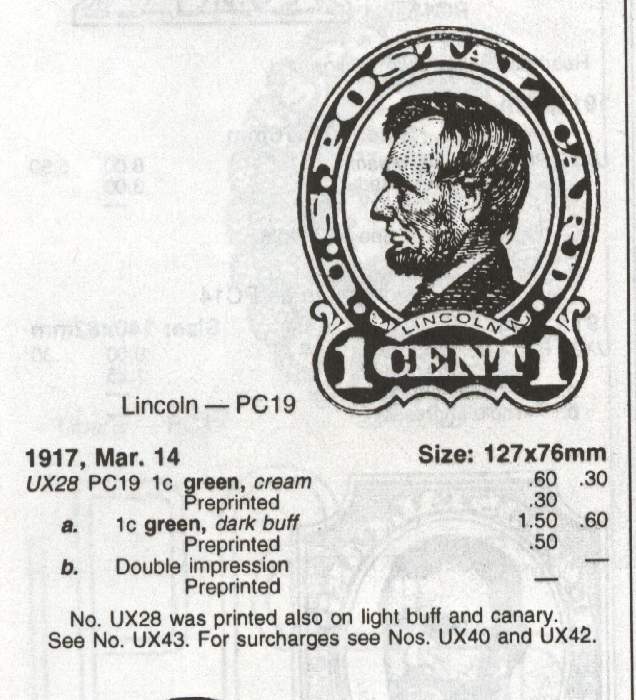 U.S. POSTAL CARD.
LINCOLN
1 CENT 1
Lincoln — PC19
1917, Mar. 14 Size: 127x76mm
UX28 PC19 1c green, cream .60 .30
Preprinted .30
a. 1c green, dark buff 1.50 .60
Preprinted .50
b. Double impression —
Preprinted —
No. UX28 was printed also on light buff and canary.
See No. UX43. For surcharges see Nos. UX40 and UX42.